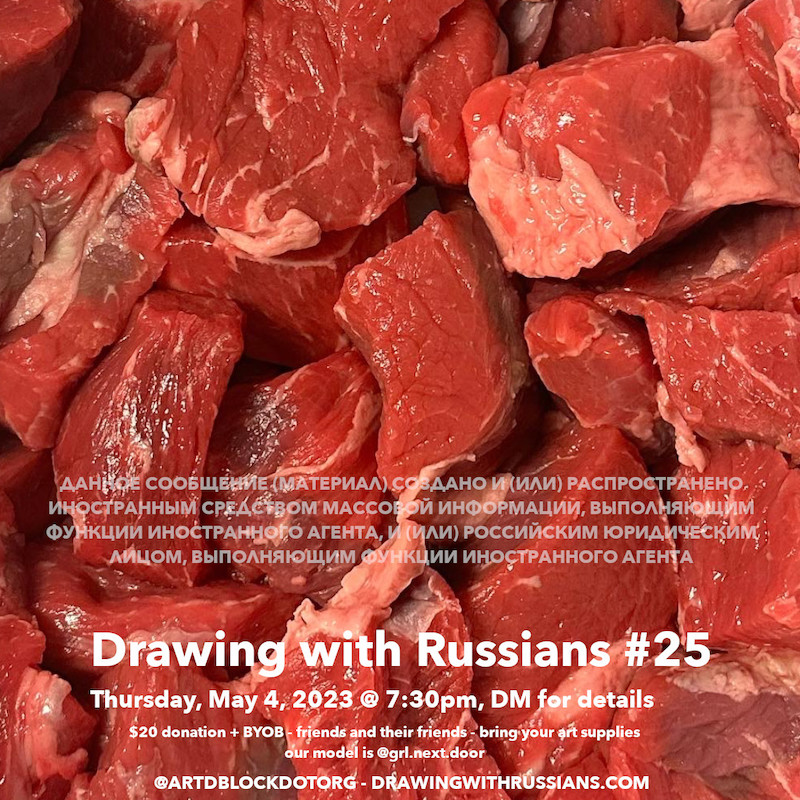 ДАННОЕ СООБЩЕНИЕ (МАТЕРИАЛ) СОЗДАНО И (ИЛИ) РАСПРОСТРАНЕНО
ИНОСТРАННЫМ СРЕДСТВОМ МАССОВОЙ ИНФОРМАЦИИ, ВЫПОЛНЯЮЩИМ
ФУНКЦИИ ИНОСТРАННОГО АГЕНТА, И (ИЛИ) РОССИЙСКИМ ЮРИДИЧЕСКИМ
ЛИЦОМ, ВЫПОЛНЯЮЩИМ ФУНКЦИИ ИНОСТРАННОГО АГЕНТА
Drawing with Russians #25
Thursday, May 4, 2023 @ 7:30pm, DM for details
$20 donation + BYOB - friends and their friends - bring your art supplies
our model is @grl.next.door
@ARTDBLOCKDOTORG - DRAWINGWITHRUSSIANS.COM